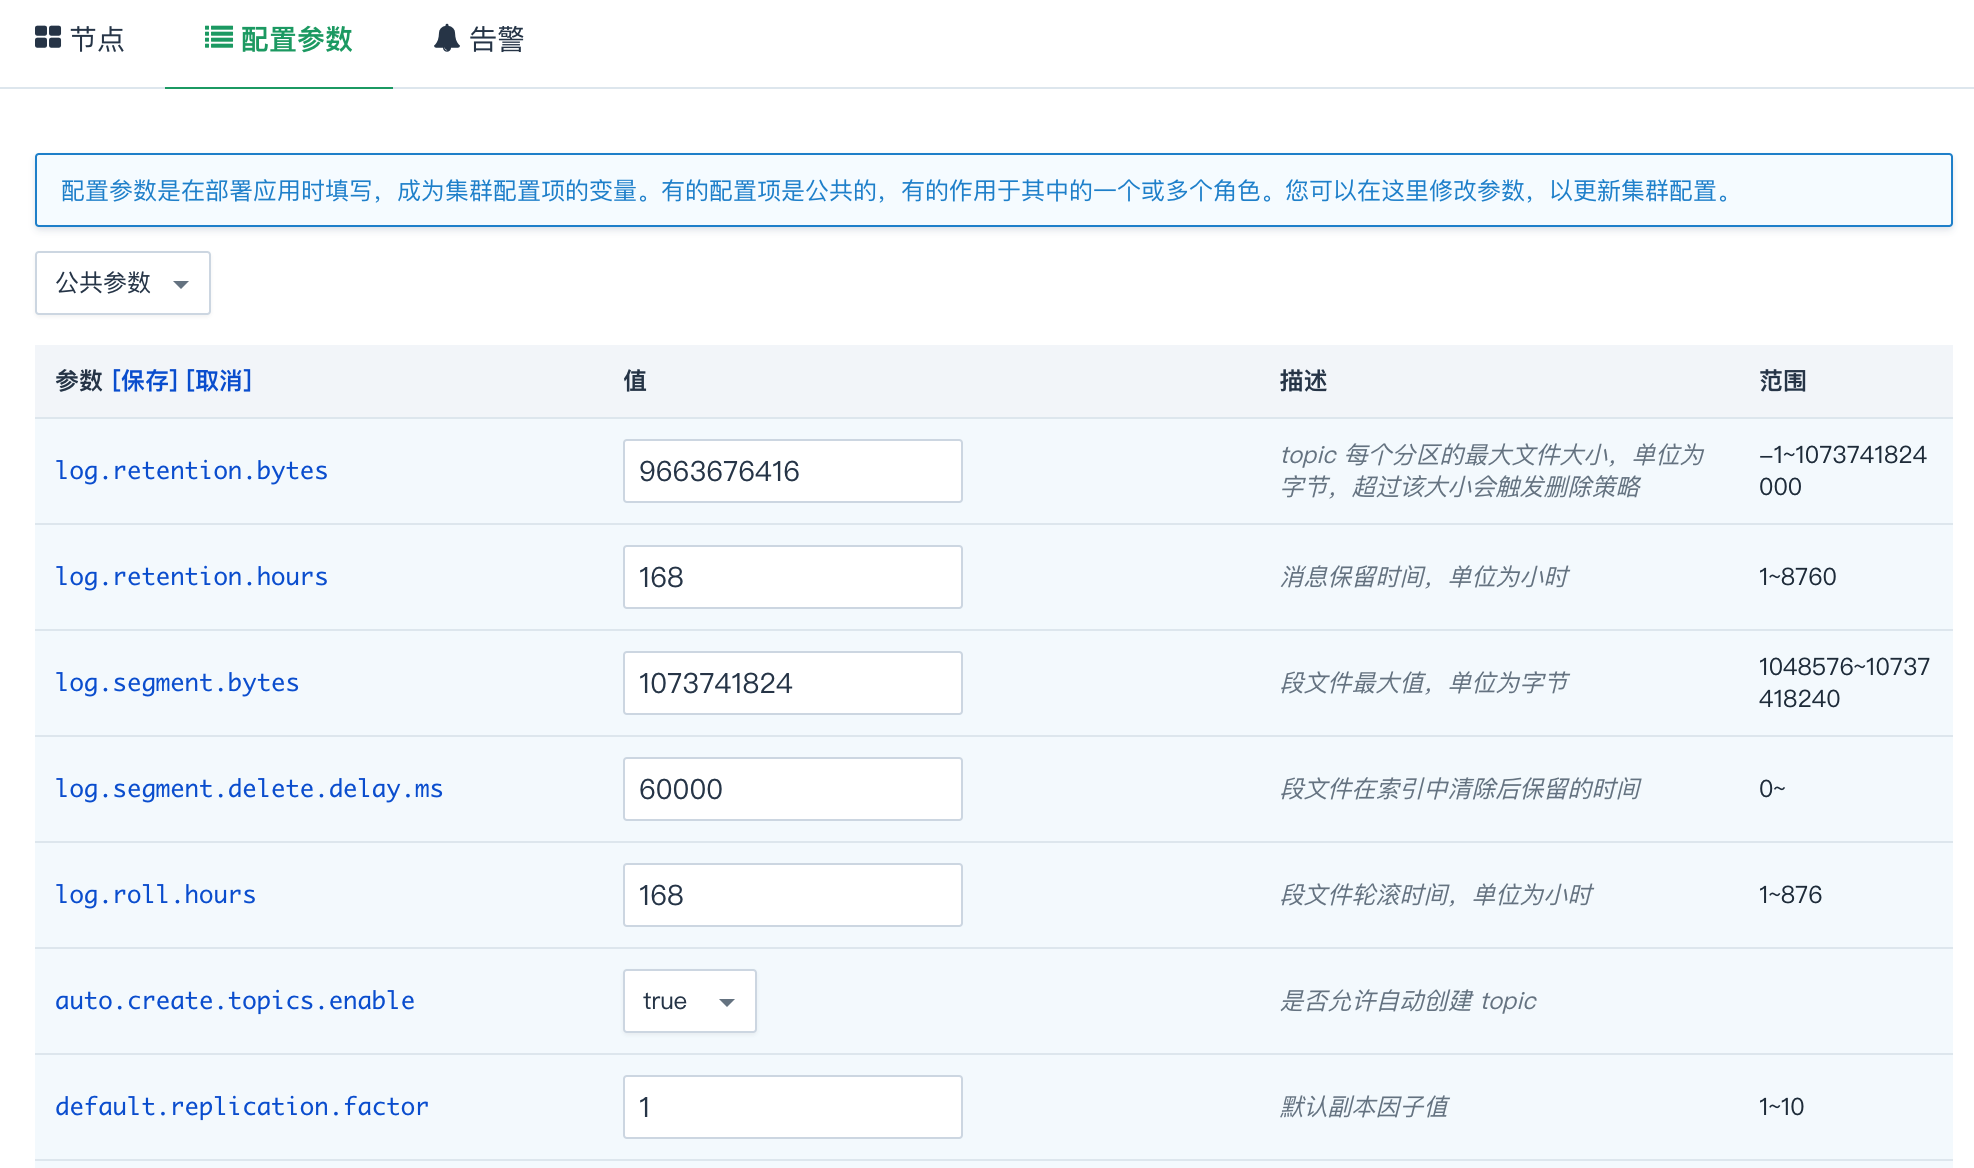 节点 配置参数 告警
配置参数是在部署应用时填写，成为集群配置项的变量。有的配置项是公共的，有的作用于其中的一个或多个角色。您可以在这里修改参数，以更新集群配置。
公共参数
参数 [保存] [取消] 值 描述 范围
log.retention.bytes 9663676416 topic 每个分区的最大文件大小，单位为 −1~1073741824
字节，超过该大小会触发删除策略 000
log.retention.hours 168 消息保留时间，单位为小时 1~8760
log.segment.bytes 1073741824 段文件最大值，单位为字节 1048576~10737
418240
log.segment.delete.delay.ms 60000 段文件在索引中清除后保留的时间 0~
log.roll.hours 168 段文件轮滚时间，单位为小时 1~876
auto.create.topics.enable true 是否允许自动创建 topic
default.replication.factor 1 默认副本因子值 1~10